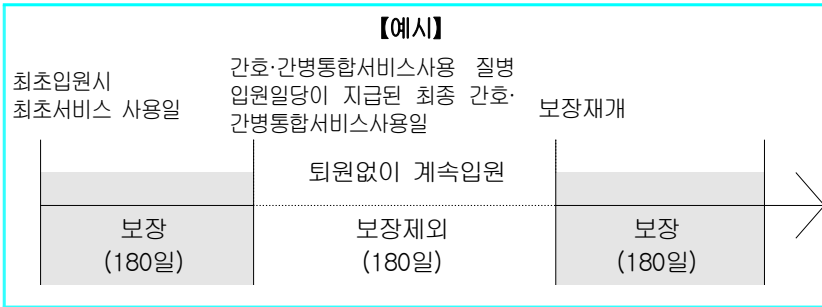 【예시】
최초입원시
최초서비스 사용일
간호·간병통합서비스사용 질병
입원일당이 지급된 최종 간호·
간병통합서비스사용일
보장재개
퇴원없이 계속입원
보장
(180일)
보장제외
(180일)
보장
(180일)